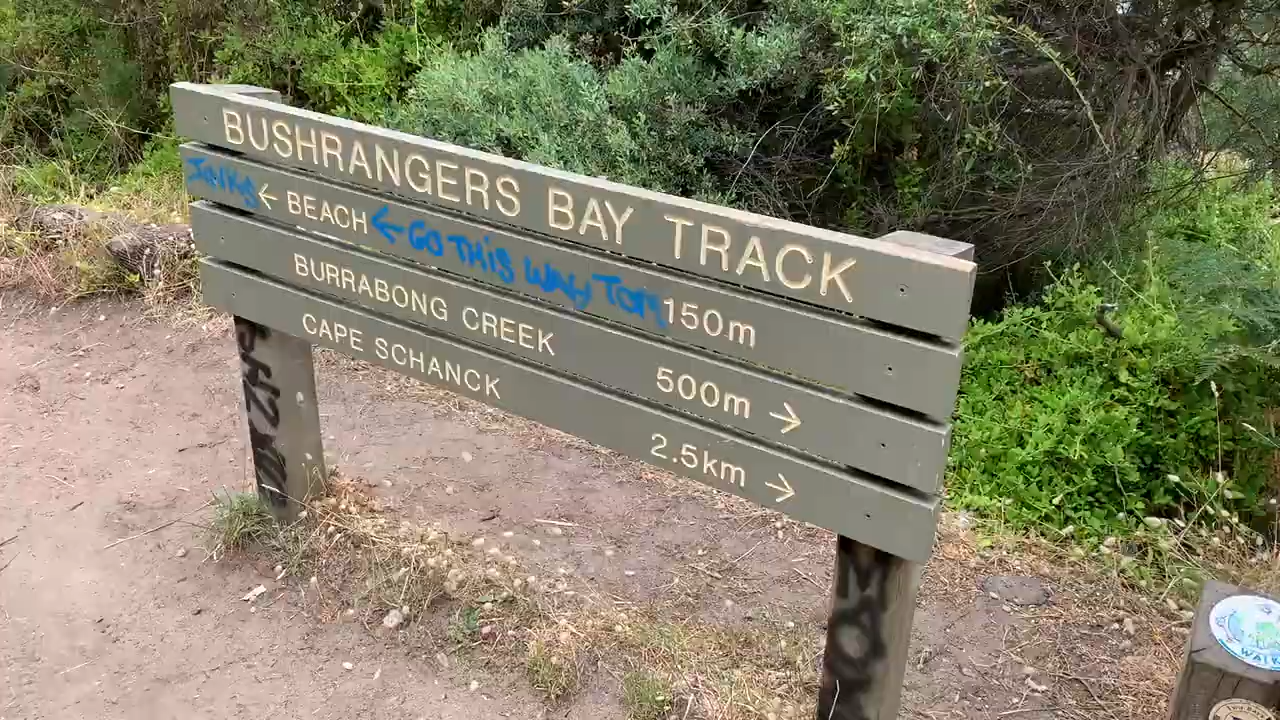 BUSHRANGERS BAY TRACK
← BEACH ← GO THIS WAY TOM 150m
BURRABONG CREEK 500m →
CAPE SCHANCK 2.5km →